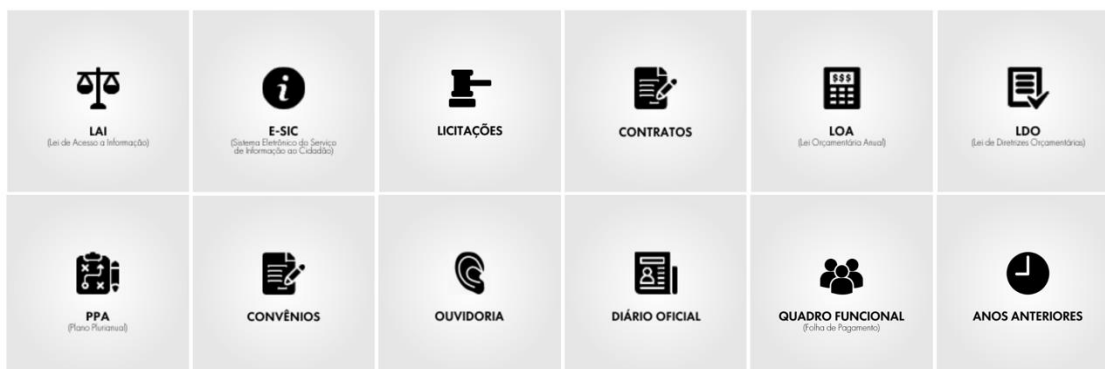 LAI
(Lei de Acesso a Informação)
E-SIC
(Sistema Eletrônico do Serviço
de Informação ao Cidadão)
LICITAÇÕES
CONTRATOS
$$$
LOA
(Lei Orçamentária Anual)
LDO
(Lei de Diretrizes Orçamentárias)
PPA
(Plano Plurianual)
CONVÊNIOS
OUVIDORIA
DIÁRIO OFICIAL
QUADRO FUNCIONAL
(Folha de Pagamento)
ANOS ANTERIORES